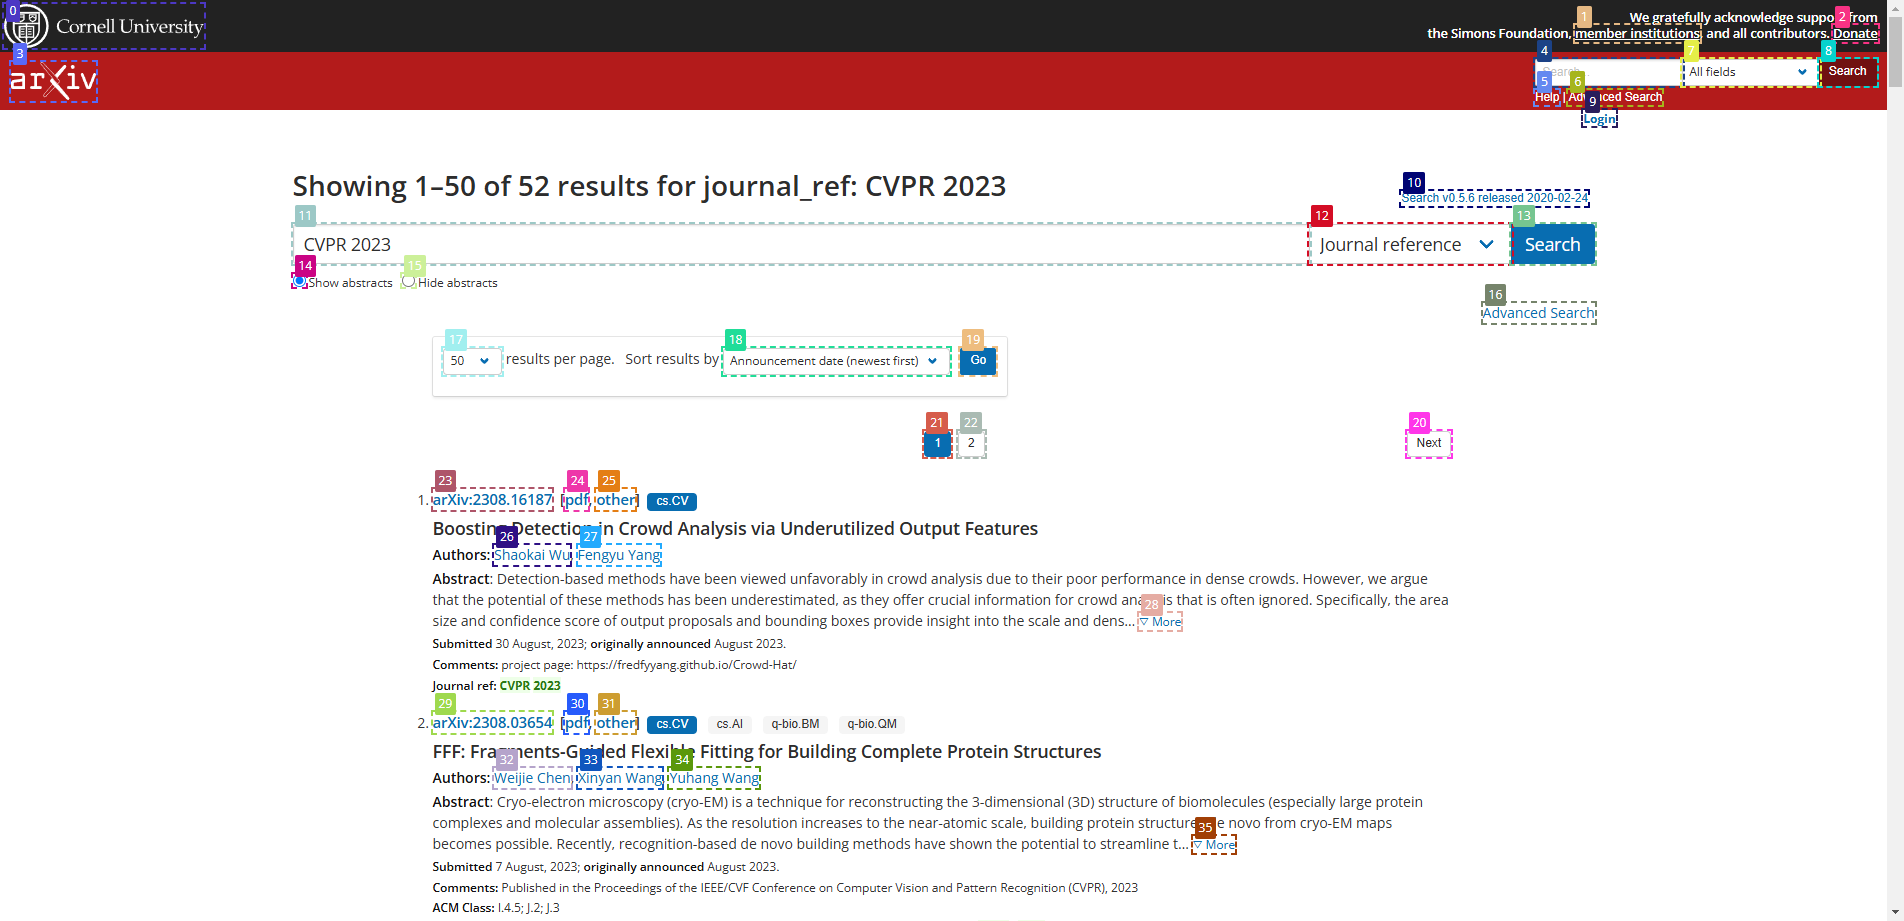 0
Cornell University
1
2
We gratefully acknowledge support from
the Simons Foundation, member institutions, and all contributors. Donate
3
arXiv
4
7
8
Search...
All fields
Search
5
6
Help | Advanced Search
9
Login
Showing 1–50 of 52 results for journal_ref: CVPR 2023
10
Search v0.5.6 released 2020-02-24
11
12
13
CVPR 2023
Journal reference
Search
14
15
Show abstracts
Hide abstracts
16
Advanced Search
17
18
19
50
results per page.
Sort results by
Announcement date (newest first)
Go
21
22
20
1
2
Next
23
24
25
1. arXiv:2308.16187 [pdf, other] cs.CV
Boosting Detection in Crowd Analysis via Underutilized Output Features
26
27
Authors: Shaokai Wu, Fengyu Yang
Abstract: Detection-based methods have been viewed unfavorably in crowd analysis due to their poor performance in dense crowds. However, we argue
that the potential of these methods has been underestimated, as they offer crucial information for crowd analysis that is often ignored. Specifically, the area
28
size and confidence score of output proposals and bounding boxes provide insight into the scale and dens... ▽ More
Submitted 30 August, 2023; originally announced August 2023.
Comments: project page: https://fredfyyang.github.io/Crowd-Hat/
Journal ref: CVPR 2023
29
30
31
2. arXiv:2308.03654 [pdf, other] cs.CV cs.AI q-bio.BM q-bio.QM
FFF: Fragments-Guided Flexible Fitting for Building Complete Protein Structures
32
33
34
Authors: Weijie Chen, Xinyan Wang, Yuhang Wang
Abstract: Cryo-electron microscopy (cryo-EM) is a technique for reconstructing the 3-dimensional (3D) structure of biomolecules (especially large protein
complexes and molecular assemblies). As the resolution increases to the near-atomic scale, building protein structures de novo from cryo-EM maps
35
becomes possible. Recently, recognition-based de novo building methods have shown the potential to streamline t... ▽ More
Submitted 7 August, 2023; originally announced August 2023.
Comments: Published in the Proceedings of the IEEE/CVF Conference on Computer Vision and Pattern Recognition (CVPR), 2023
ACM Class: I.4.5; J.2; J.3